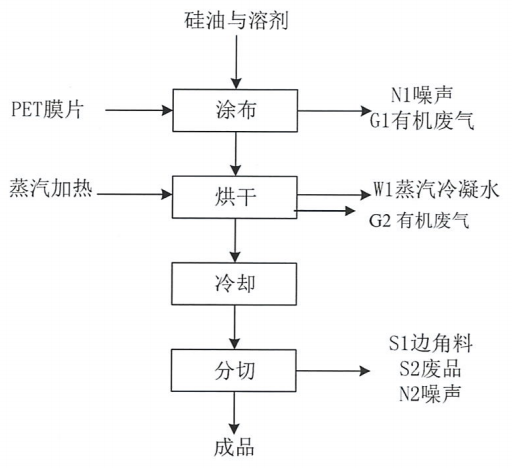 硅油与溶剂
PET膜片
涂布
N1噪声
G1有机废气
蒸汽加热
烘干
W1蒸汽冷凝水
G2 有机废气
冷却
分切
S1边角料
S2废品
N2噪声
成品